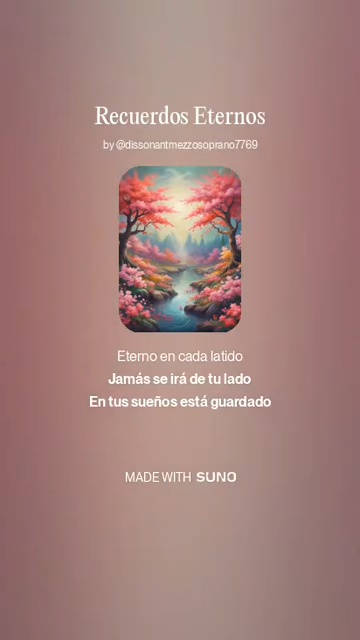 Recuerdos Eternos
by @dissonantmezzosoprano7769
Eterno en cada latido
Jamás se irá de tu lado
En tus sueños está guardado
MADE WITH SUNO